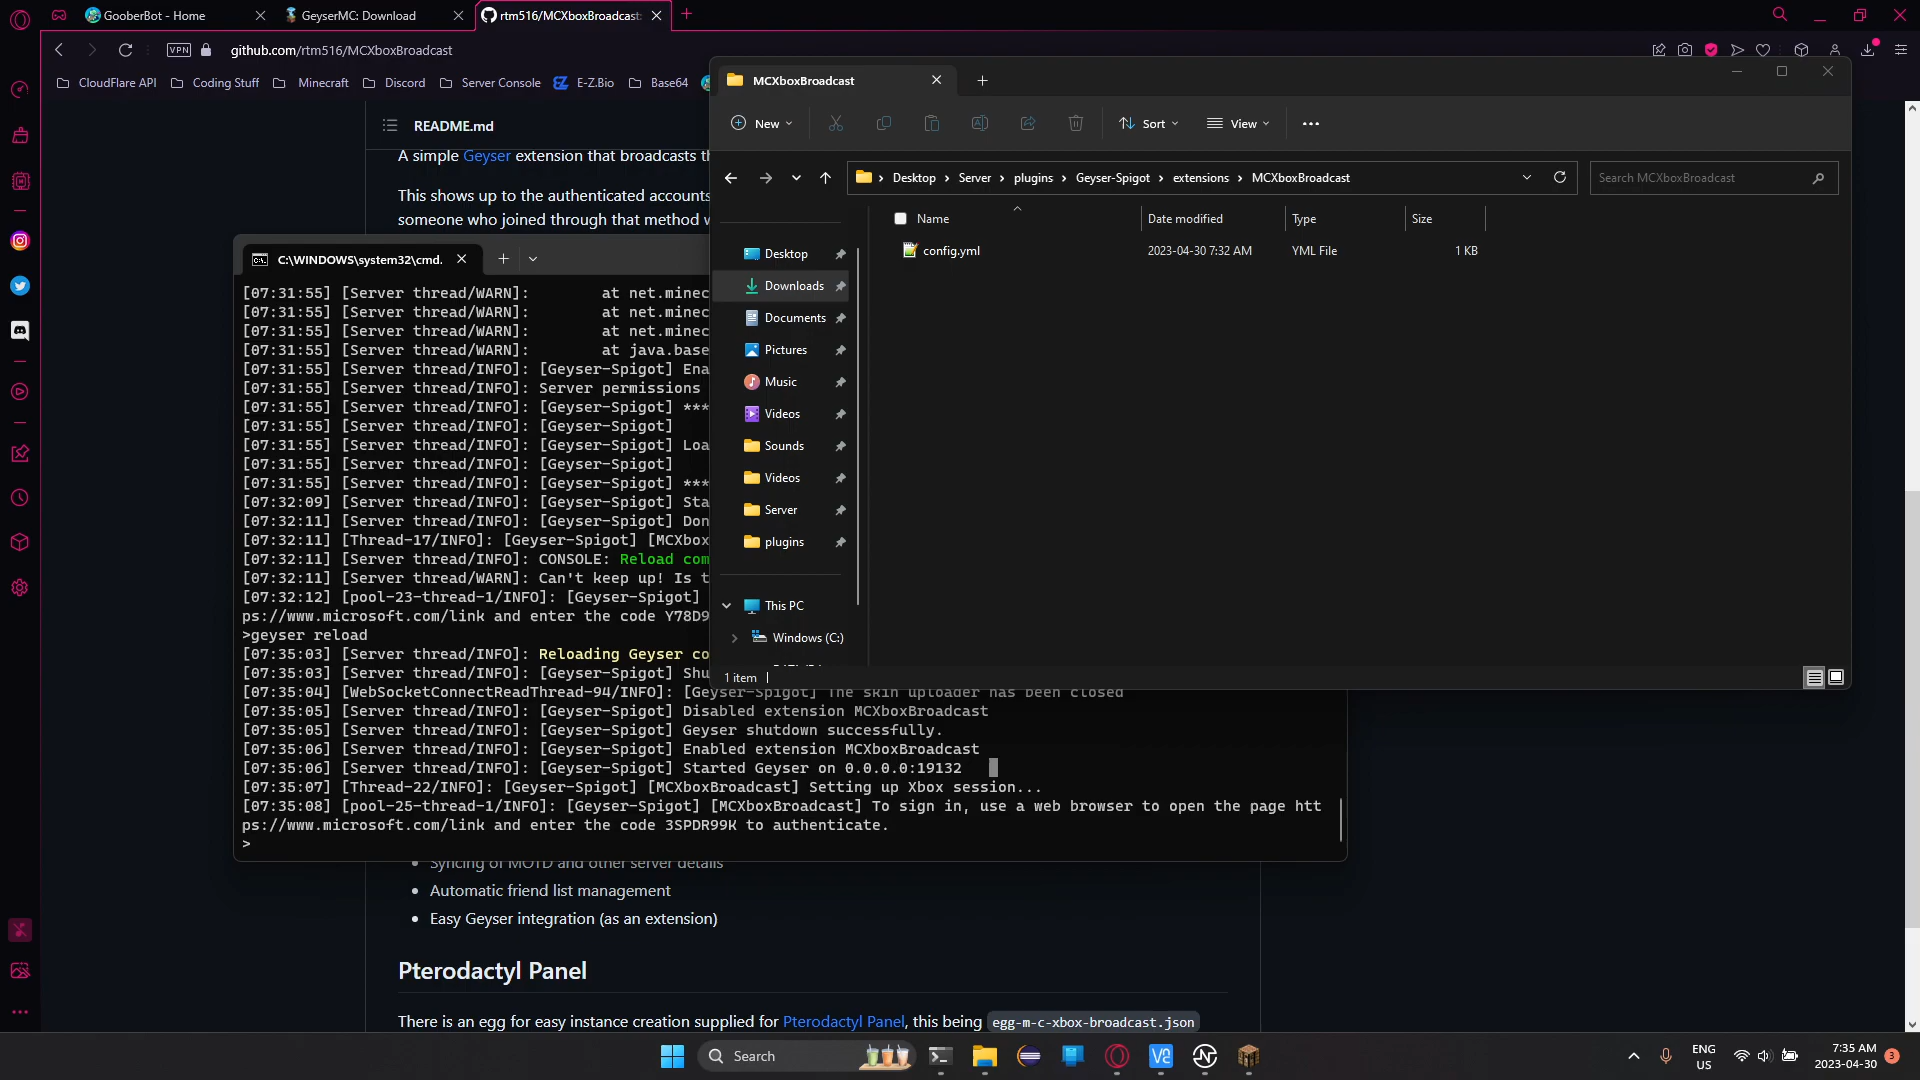 GooberBot - Home
GeyserMC: Download
rtm516/MCXboxBroadcast:
VPN
github.com/rtm516/MCXboxBroadcast
CloudFlare API
Coding Stuff
Minecraft
Discord
Server Console
E-Z.Bio
Base64
MCXboxBroadcast
New
Sort
View
Desktop > Server > plugins > Geyser-Spigot > extensions > MCXboxBroadcast
Search MCXboxBroadcast
Name
Date modified
Type
Size
config.yml
2023-04-30 7:32 AM
YML File
1 KB
Desktop
Downloads
Documents
Pictures
Music
Videos
Sounds
Videos
Server
plugins
This PC
Windows (C:)
1 item
README.md
A simple Geyser extension that broadcasts th
This shows up to the authenticated accounts
someone who joined through that method w
C:\WINDOWS\system32\cmd.
[07:31:55] [Server thread/WARN]: at net.minec
[07:31:55] [Server thread/WARN]: at net.minec
[07:31:55] [Server thread/WARN]: at net.minec
[07:31:55] [Server thread/WARN]: at java.base
[07:31:55] [Server thread/INFO]: [Geyser-Spigot] Ena
[07:31:55] [Server thread/INFO]: Server permissions
[07:31:55] [Server thread/INFO]: [Geyser-Spigot] ***
[07:31:55] [Server thread/INFO]: [Geyser-Spigot]
[07:31:55] [Server thread/INFO]: [Geyser-Spigot] Loa
[07:31:55] [Server thread/INFO]: [Geyser-Spigot]
[07:31:55] [Server thread/INFO]: [Geyser-Spigot] ***
[07:32:09] [Server thread/INFO]: [Geyser-Spigot] Sta
[07:32:11] [Server thread/INFO]: [Geyser-Spigot] Don
[07:32:11] [Thread-17/INFO]: [Geyser-Spigot] [MCXbox
[07:32:11] [Server thread/INFO]: CONSOLE: Reload com
[07:32:11] [Server thread/WARN]: Can't keep up! Is t
[07:32:12] [pool-23-thread-1/INFO]: [Geyser-Spigot]
ps://www.microsoft.com/link and enter the code Y78D9
>geyser reload
[07:35:03] [Server thread/INFO]: Reloading Geyser co
[07:35:03] [Server thread/INFO]: [Geyser-Spigot] Shu
[07:35:04] [WebSocketConnectReadThread-94/INFO]: [Geyser-Spigot] The skin uploader has been closed
[07:35:05] [Server thread/INFO]: [Geyser-Spigot] Disabled extension MCXboxBroadcast
[07:35:05] [Server thread/INFO]: [Geyser-Spigot] Geyser shutdown successfully.
[07:35:06] [Server thread/INFO]: [Geyser-Spigot] Enabled extension MCXboxBroadcast
[07:35:06] [Server thread/INFO]: [Geyser-Spigot] Started Geyser on 0.0.0.0:19132
[07:35:07] [Thread-22/INFO]: [Geyser-Spigot] [MCXboxBroadcast] Setting up Xbox session...
[07:35:08] [pool-25-thread-1/INFO]: [Geyser-Spigot] [MCXboxBroadcast] To sign in, use a web browser to open the page htt
ps://www.microsoft.com/link and enter the code 3SPDR99K to authenticate.
>
Syncing of MOTD and other server details
Automatic friend list management
Easy Geyser integration (as an extension)
Pterodactyl Panel
There is an egg for easy instance creation supplied for Pterodactyl Panel, this being egg-m-c-xbox-broadcast.json
Search
ENG
US
7:35 AM
2023-04-30
3